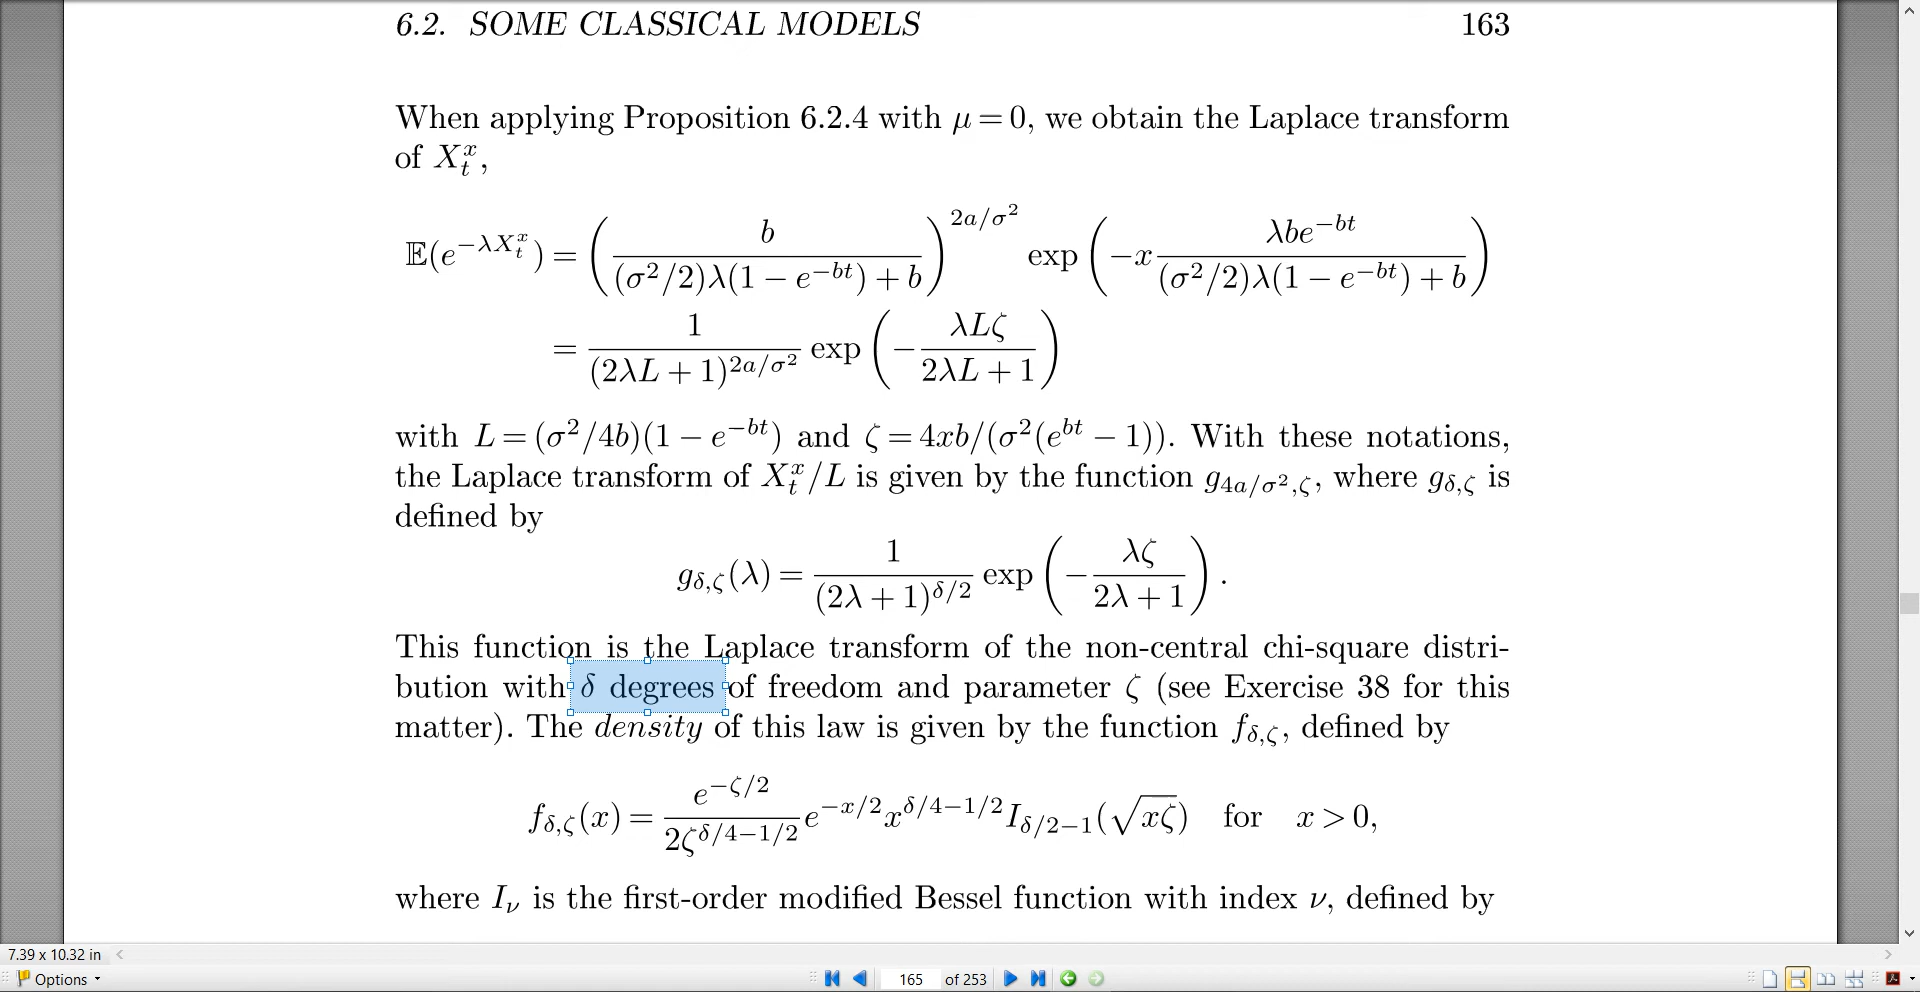 6.2. SOME CLASSICAL MODELS 163
When applying Proposition 6.2.4 with μ = 0, we obtain the Laplace transform
of X_t^x,
𝔼(e^{−λX_t^x}) = (b / ((σ²/2)λ(1 − e^{−bt}) + b))^{2a/σ²} exp(−x λbe^{−bt} / ((σ²/2)λ(1 − e^{−bt}) + b))
= 1 / (2λL + 1)^{2a/σ²} exp(− λLζ / (2λL + 1))
with L = (σ²/4b)(1 − e^{−bt}) and ζ = 4xb/(σ²(e^{bt} − 1)). With these notations,
the Laplace transform of X_t^x/L is given by the function g_{4a/σ²,ζ}, where g_{δ,ζ} is
defined by
g_{δ,ζ}(λ) = 1 / (2λ + 1)^{δ/2} exp(− λζ / (2λ + 1)).
This function is the Laplace transform of the non-central chi-square distri-
bution with δ degrees of freedom and parameter ζ (see Exercise 38 for this
matter). The density of this law is given by the function f_{δ,ζ}, defined by
f_{δ,ζ}(x) = e^{−ζ/2} / (2ζ^{δ/4−1/2}) e^{−x/2} x^{δ/4−1/2} I_{δ/2−1}(√(xζ)) for x > 0,
where I_ν is the first-order modified Bessel function with index ν, defined by
7.39 x 10.32 in
Options 165 of 253